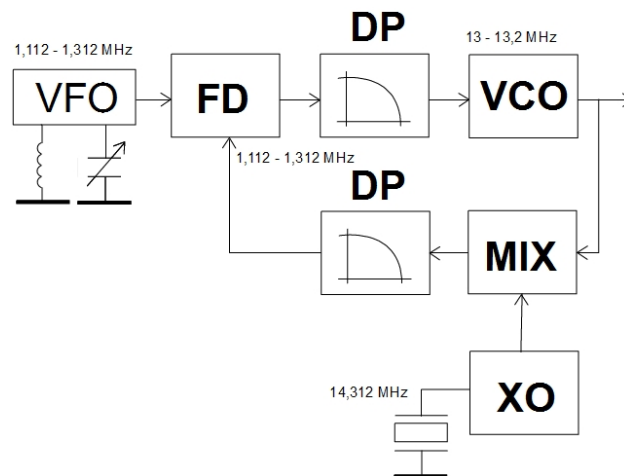 DP
1,112 - 1,312 MHz
13 - 13,2 MHz
VFO
FD
VCO
1,112 - 1,312 MHz
DP
MIX
14,312 MHz
XO